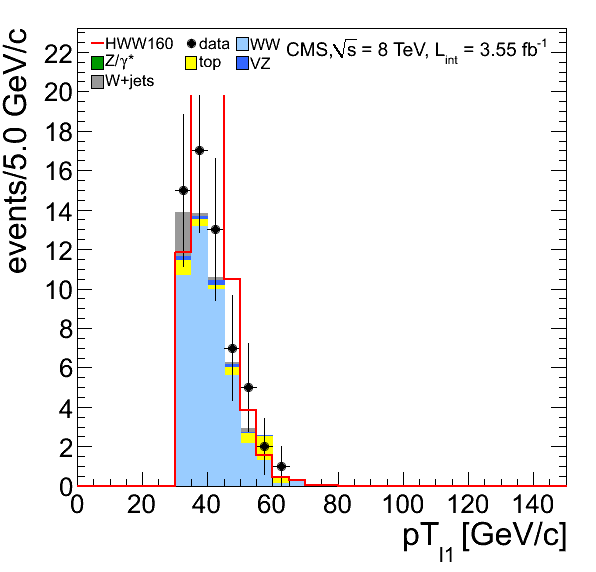 HWW160 data WW
Z/γ* top VZ
W+jets
CMS,√s = 8 TeV, L_int = 3.55 fb⁻¹
events/5.0 GeV/c
22
20
18
16
14
12
10
8
6
4
2
0
0 20 40 60 80 100 120 140
pT_l1 [GeV/c]